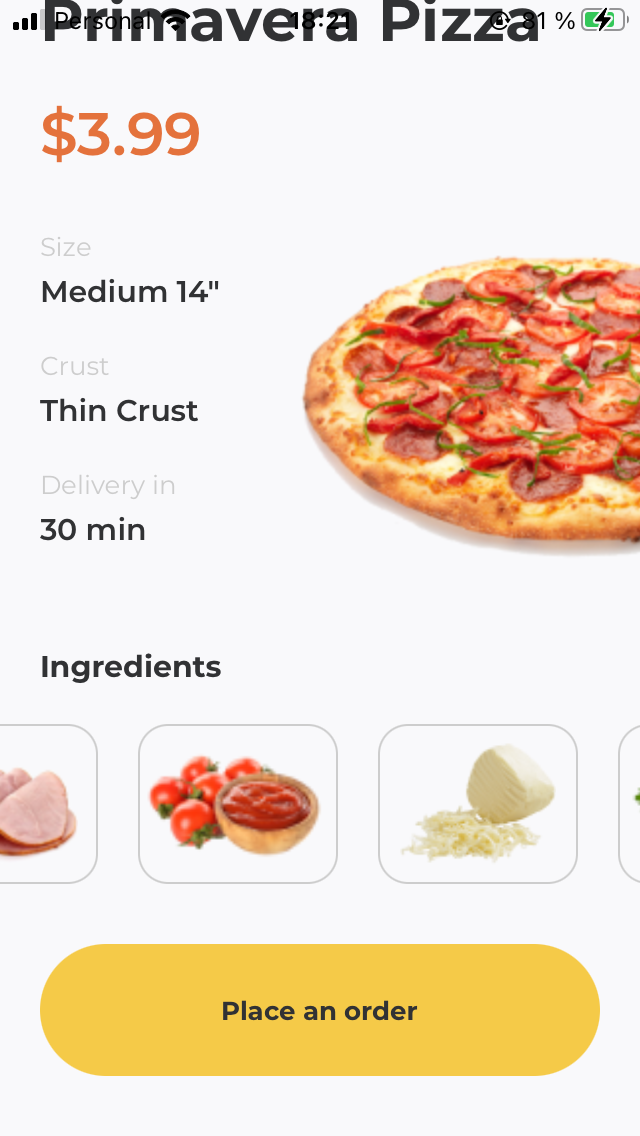 Personal 18:21 81 %
Primavera Pizza
$3.99
Size
Medium 14"
Crust
Thin Crust
Delivery in
30 min
Ingredients
Place an order